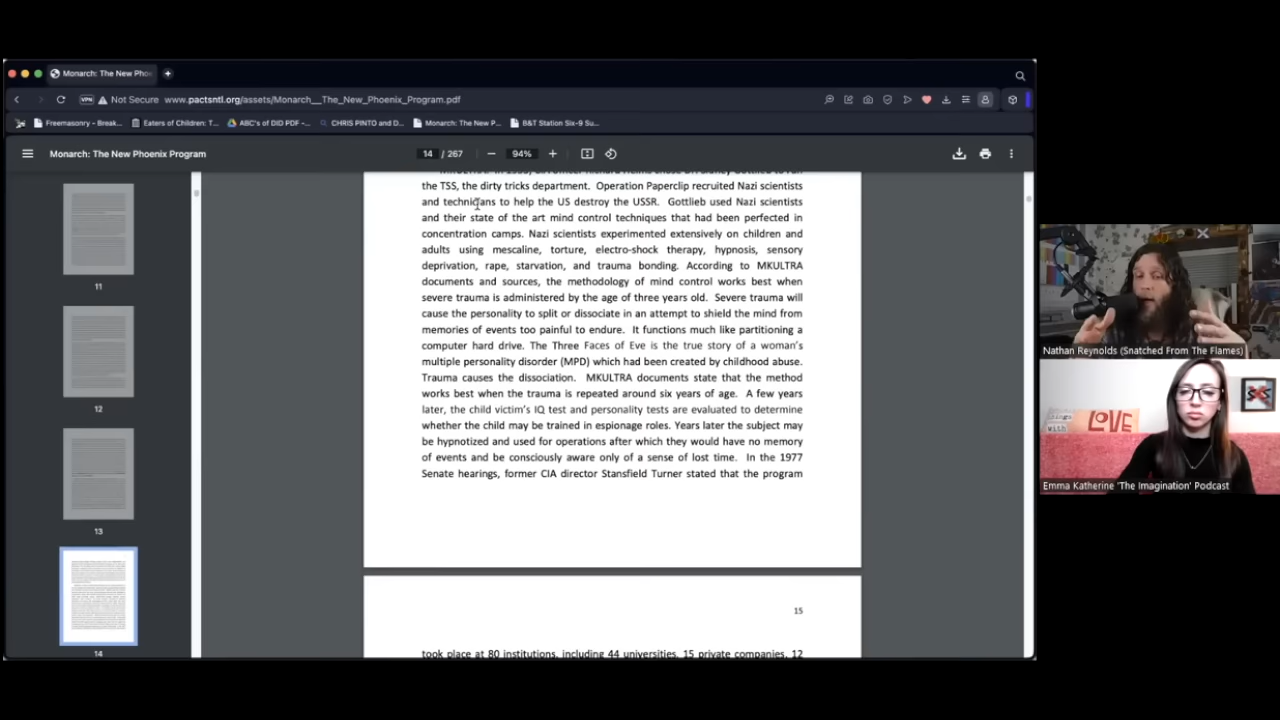 Monarch: The New Pho
VPN Not Secure www.pactsntl.org/assets/Monarch__The_New_Phoenix_Program.pdf
Freemasonry - Break... Eaters of Children: T... ABC's of DID PDF -... CHRIS PINTO and D... Monarch: The New P... B&T Station Six-9 Su...
Monarch: The New Phoenix Program 14 / 267 94%
the TSS, the dirty tricks department. Operation Paperclip recruited Nazi scientists
and technicians to help the US destroy the USSR. Gottlieb used Nazi scientists
and their state of the art mind control techniques that had been perfected in
concentration camps. Nazi scientists experimented extensively on children and
adults using mescaline, torture, electro-shock therapy, hypnosis, sensory
deprivation, rape, starvation, and trauma bonding. According to MKULTRA
documents and sources, the methodology of mind control works best when
severe trauma is administered by the age of three years old. Severe trauma will
cause the personality to split or dissociate in an attempt to shield the mind from
memories of events too painful to endure. It functions much like partitioning a
computer hard drive. The Three Faces of Eve is the true story of a woman's
multiple personality disorder (MPD) which had been created by childhood abuse.
Trauma causes the dissociation. MKULTRA documents state that the method
works best when the trauma is repeated around six years of age. A few years
later, the child victim's IQ test and personality tests are evaluated to determine
whether the child may be trained in espionage roles. Years later the subject may
be hypnotized and used for operations after which they would have no memory
of events and be consciously aware only of a sense of lost time. In the 1977
Senate hearings, former CIA director Stansfield Turner stated that the program
15
took place at 80 institutions, including 44 universities, 15 private companies, 12
11
12
13
14
Nathan Reynolds (Snatched From The Flames)
things
with LOVE
Emma Katherine 'The Imagination' Podcast